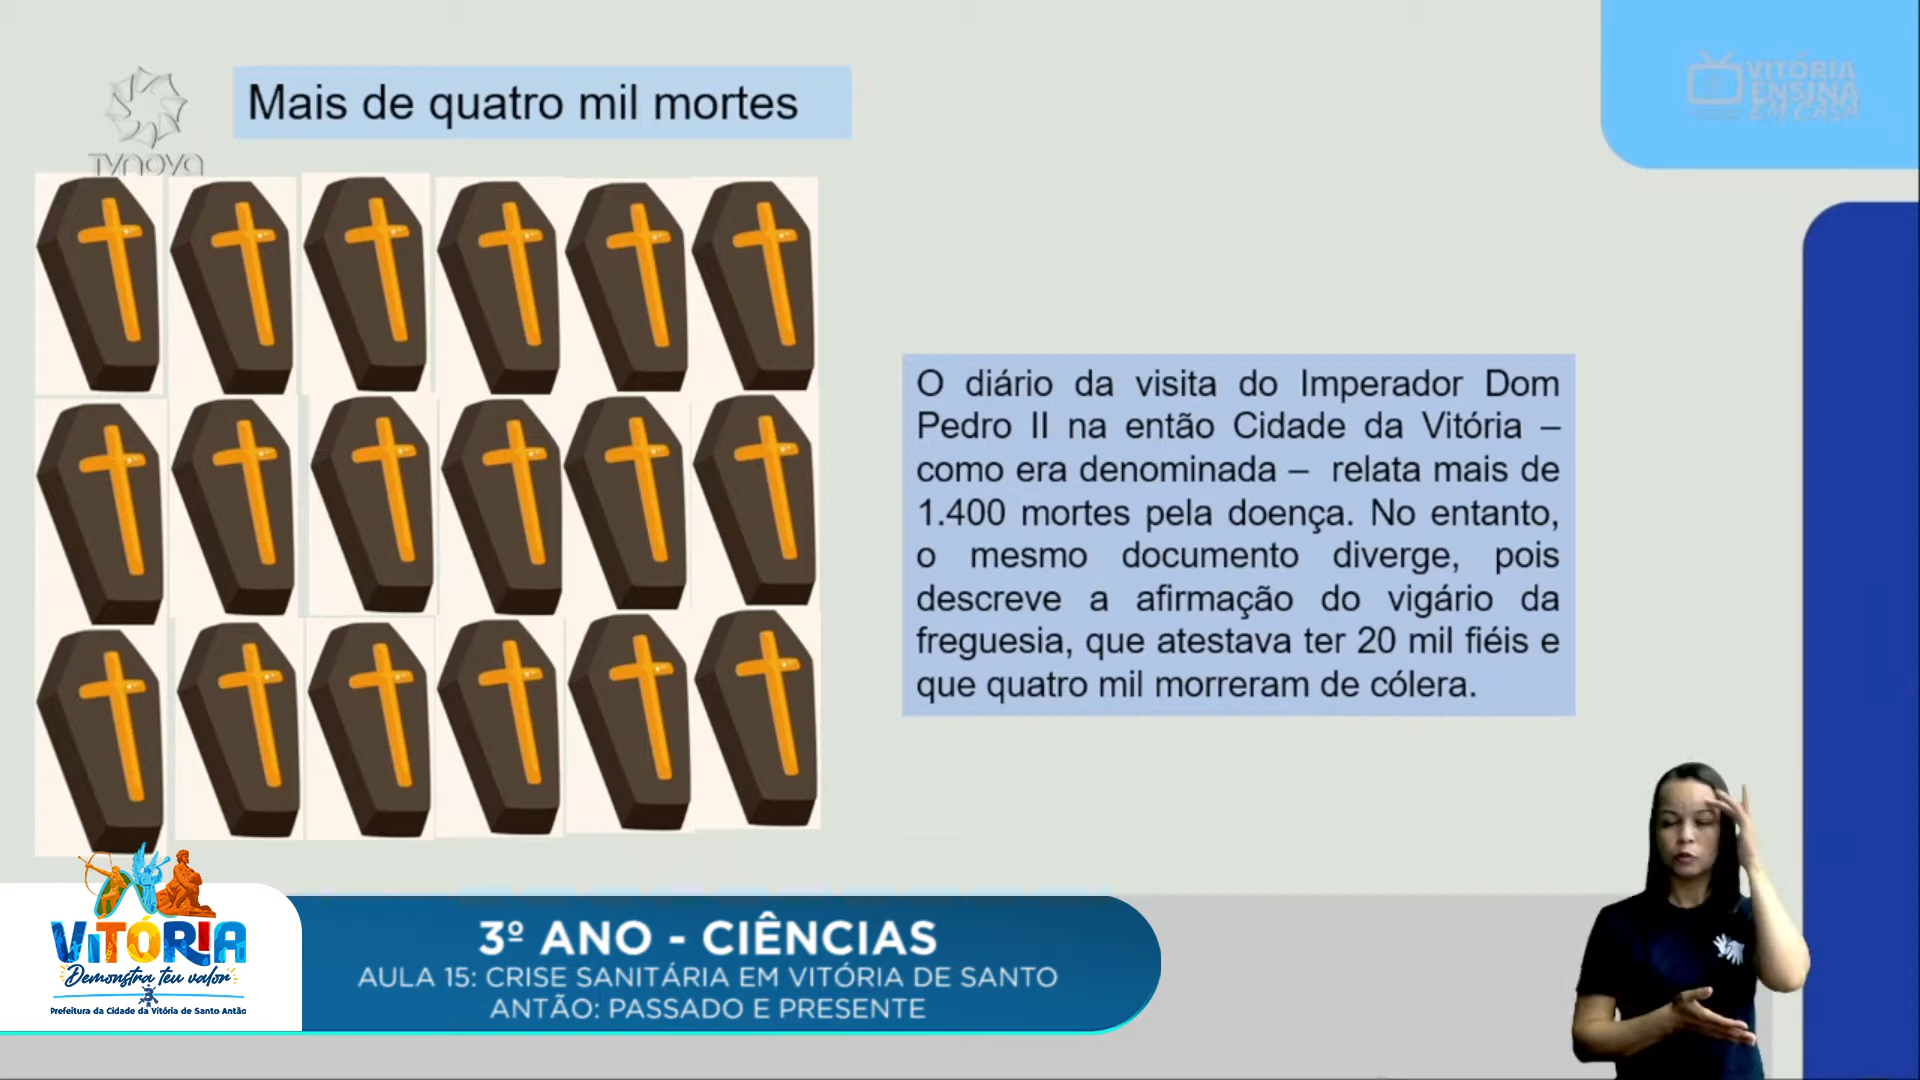 Mais de quatro mil mortes
TVNOVA
VITÓRIA
ENSINA
EM CASA
O diário da visita do Imperador Dom
Pedro II na então Cidade da Vitória –
como era denominada – relata mais de
1.400 mortes pela doença. No entanto,
o mesmo documento diverge, pois
descreve a afirmação do vigário da
freguesia, que atestava ter 20 mil fiéis e
que quatro mil morreram de cólera.
VITÓRIA
Demonstra teu valor
Prefeitura da Cidade da Vitória de Santo Antão
3º ANO - CIÊNCIAS
AULA 15: CRISE SANITÁRIA EM VITÓRIA DE SANTO
ANTÃO: PASSADO E PRESENTE